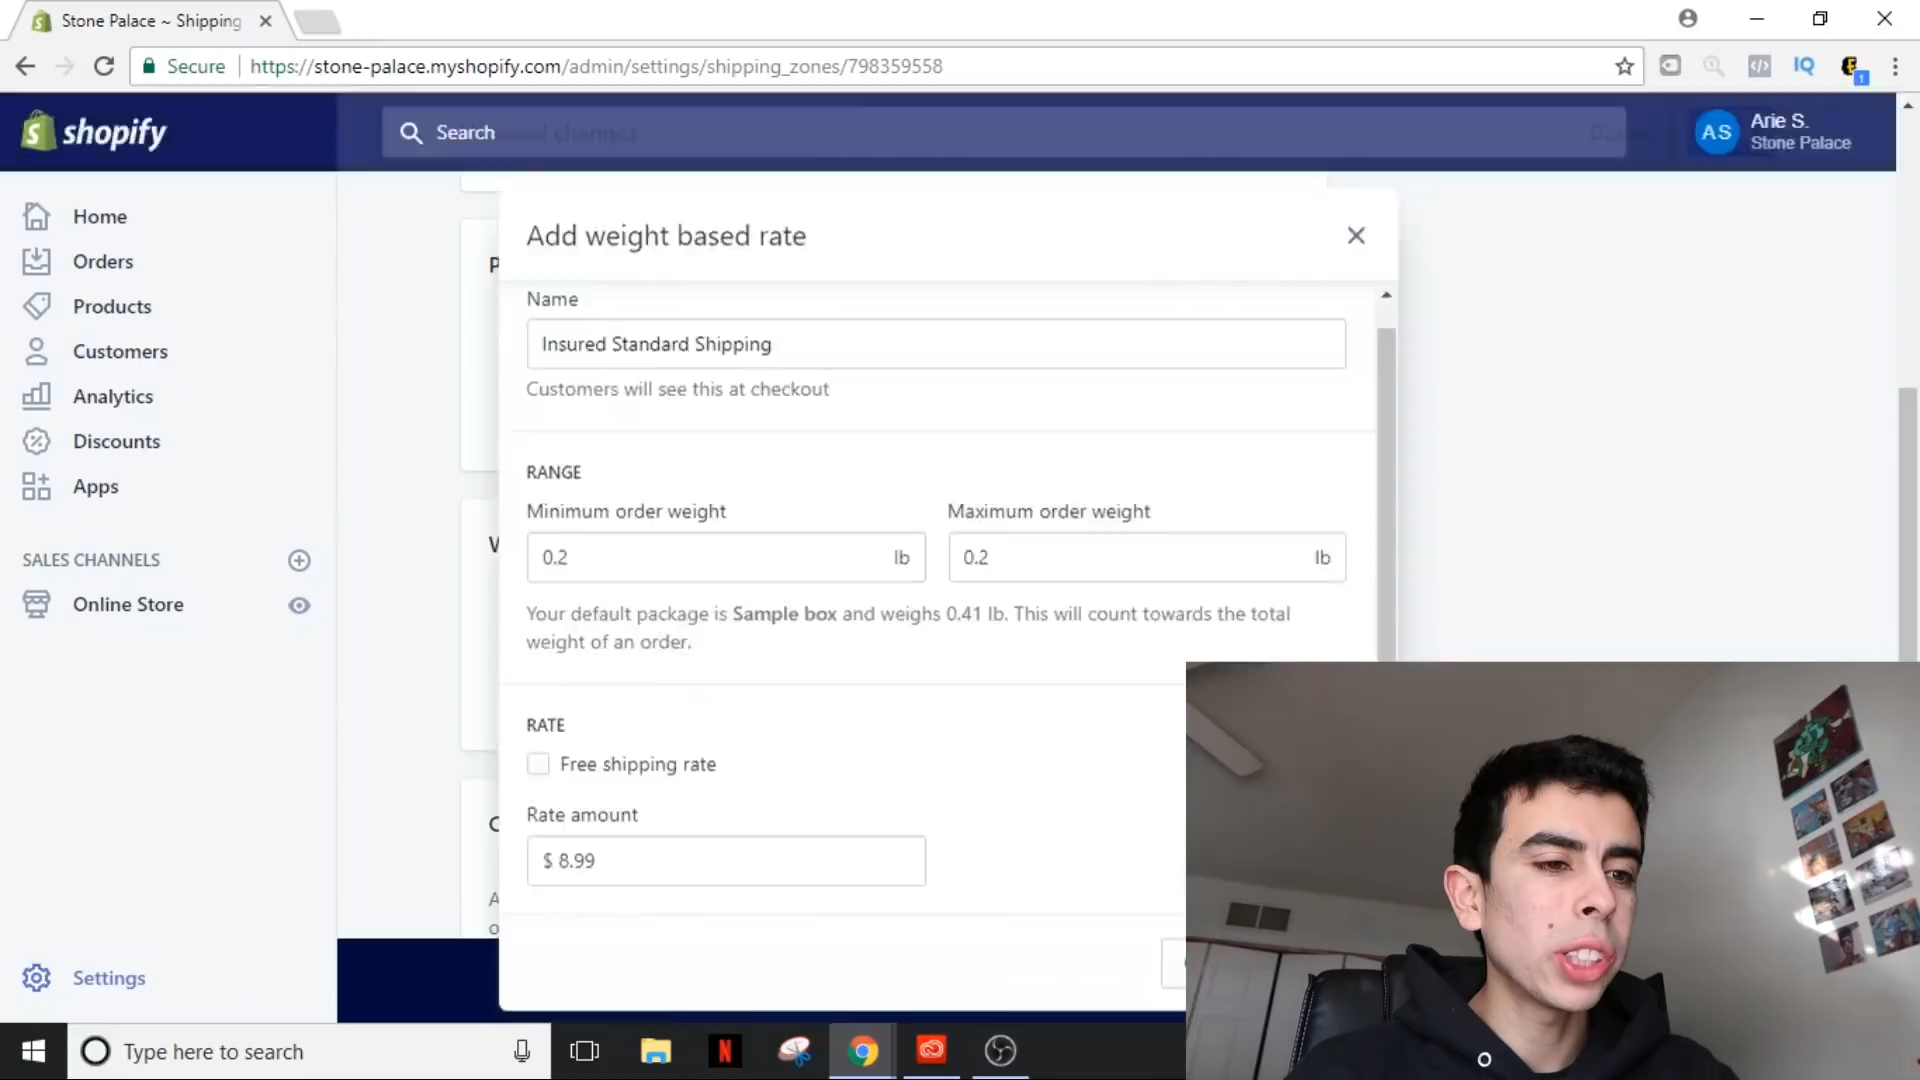 Stone Palace ~ Shipping
Secure
https://stone-palace.myshopify.com/admin/settings/shipping_zones/798359558
IQ
1
shopify
Search
AS
Arie S.
Stone Palace
Home
Orders
Products
Customers
Analytics
Discounts
Apps
SALES CHANNELS
Online Store
Settings
Add weight based rate
Name
Insured Standard Shipping
Customers will see this at checkout
RANGE
Minimum order weight
Maximum order weight
0.2 lb
0.2 lb
Your default package is Sample box and weighs 0.41 lb. This will count towards the total
weight of an order.
RATE
Free shipping rate
Rate amount
$ 8.99
Type here to search